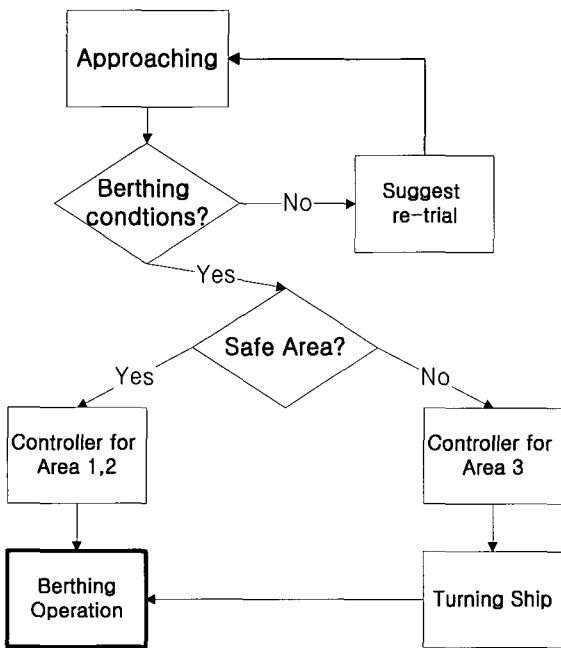 Approaching
Berthing
condtions?
No
Suggest
re-trial
Yes
Safe Area?
Yes
No
Controller for
Area 1,2
Controller for
Area 3
Berthing
Operation
Turning Ship